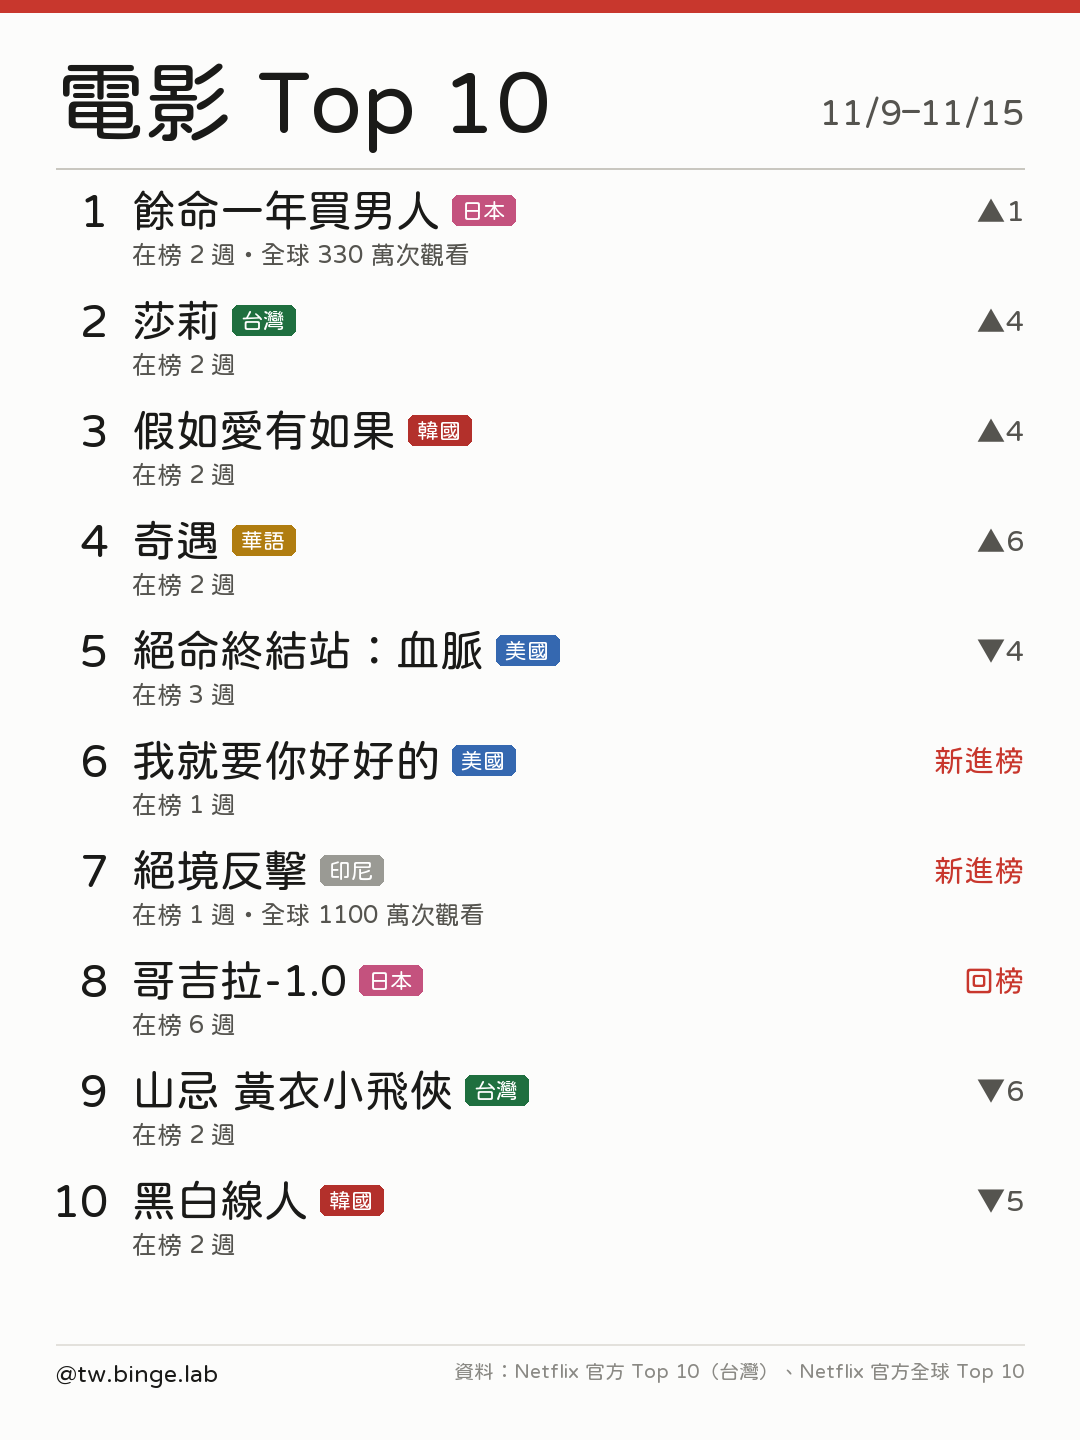 電影 Top 10
11/9–11/15
1 餘命一年買男人 日本 ▲1
在榜 2 週・全球 330 萬次觀看
2 莎莉 台灣 ▲4
在榜 2 週
3 假如愛有如果 韓國 ▲4
在榜 2 週
4 奇遇 華語 ▲6
在榜 2 週
5 絕命終結站：血脈 美國 ▼4
在榜 3 週
6 我就要你好好的 美國 新進榜
在榜 1 週
7 絕境反擊 印尼 新進榜
在榜 1 週・全球 1100 萬次觀看
8 哥吉拉-1.0 日本 回榜
在榜 6 週
9 山忌 黃衣小飛俠 台灣 ▼6
在榜 2 週
10 黑白線人 韓國 ▼5
在榜 2 週
@tw.binge.lab
資料：Netflix 官方 Top 10（台灣）、Netflix 官方全球 Top 10